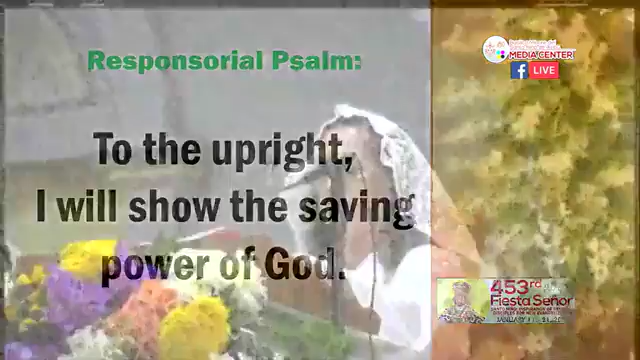 Responsorial Psalm:
To the upright,
I will show the saving
power of God.
MEDIA CENTER
f LIVE
453rd
Fiesta Señor